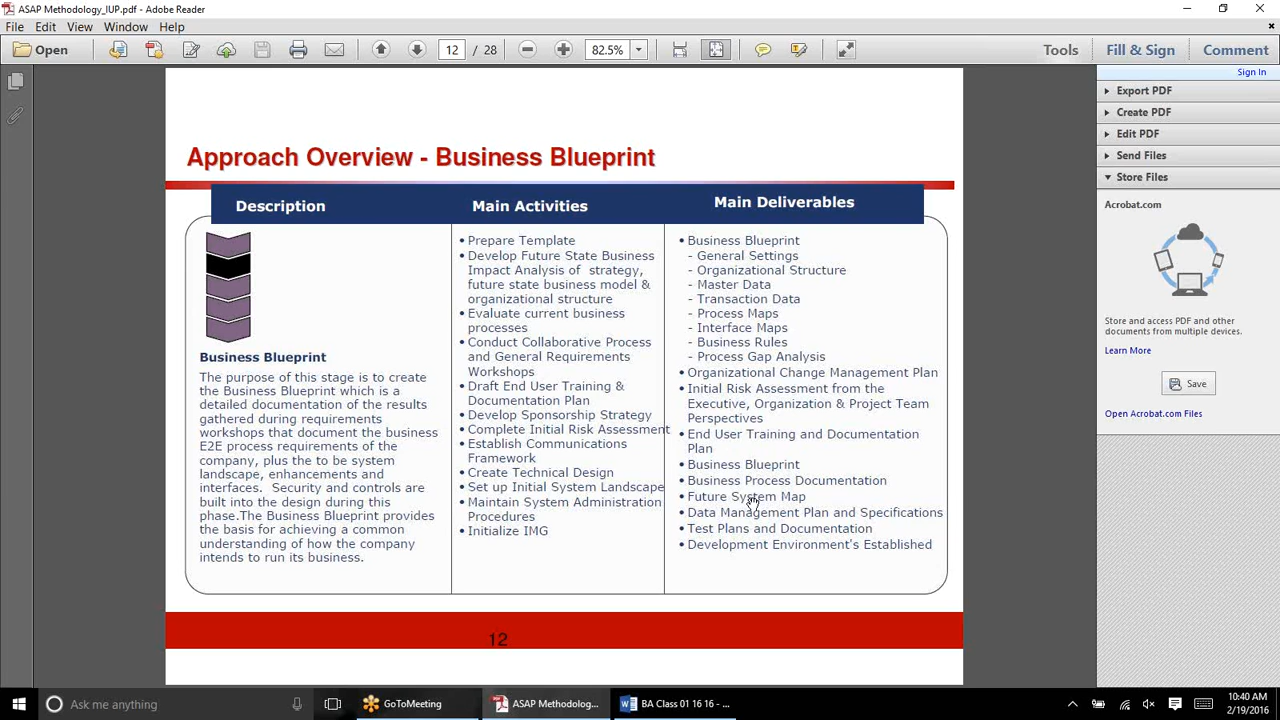 ASAP Methodology_IUP.pdf - Adobe Reader
File Edit View Window Help
Open 12 / 28 82.5% Tools Fill & Sign Comment
Sign In
Export PDF
Create PDF
Edit PDF
Send Files
Store Files
Acrobat.com
Store and access PDF and other
documents from multiple devices.
Learn More
Save
Open Acrobat.com Files
Approach Overview - Business Blueprint
Description
Business Blueprint
The purpose of this stage is to create
the Business Blueprint which is a
detailed documentation of the results
gathered during requirements
workshops that document the business
E2E process requirements of the
company, plus the to be system
landscape, enhancements and
interfaces. Security and controls are
built into the design during this
phase.The Business Blueprint provides
the basis for achieving a common
understanding of how the company
intends to run its business.
Main Activities
• Prepare Template
• Develop Future State Business
Impact Analysis of strategy,
future state business model &
organizational structure
• Evaluate current business
processes
• Conduct Collaborative Process
and General Requirements
Workshops
• Draft End User Training &
Documentation Plan
• Develop Sponsorship Strategy
• Complete Initial Risk Assessment
• Establish Communications
Framework
• Create Technical Design
• Set up Initial System Landscape
• Maintain System Administration
Procedures
• Initialize IMG
Main Deliverables
• Business Blueprint
- General Settings
- Organizational Structure
- Master Data
- Transaction Data
- Process Maps
- Interface Maps
- Business Rules
- Process Gap Analysis
• Organizational Change Management Plan
• Initial Risk Assessment from the
Executive, Organization & Project Team
Perspectives
• End User Training and Documentation
Plan
• Business Blueprint
• Business Process Documentation
• Future System Map
• Data Management Plan and Specifications
• Test Plans and Documentation
• Development Environment's Established
12
Ask me anything
GoToMeeting
ASAP Methodolog...
BA Class 01 16 16 - ...
10:40 AM
2/19/2016